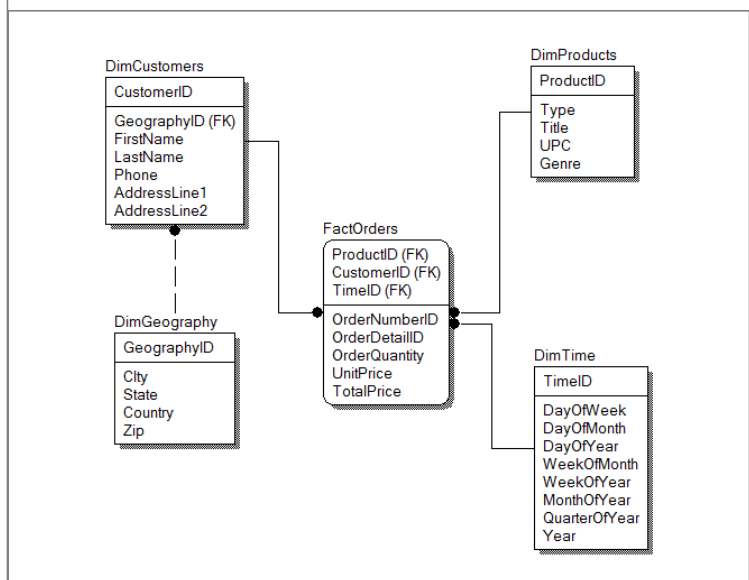 DimCustomers
CustomerID
GeographyID (FK)
FirstName
LastName
Phone
AddressLine1
AddressLine2
DimProducts
ProductID
Type
Title
UPC
Genre
FactOrders
ProductID (FK)
CustomerID (FK)
TimeID (FK)
OrderNumberID
OrderDetailID
OrderQuantity
UnitPrice
TotalPrice
DimGeography
GeographyID
CIty
State
Country
Zip
DimTime
TimeID
DayOfWeek
DayOfMonth
DayOfYear
WeekOfMonth
WeekOfYear
MonthOfYear
QuarterOfYear
Year